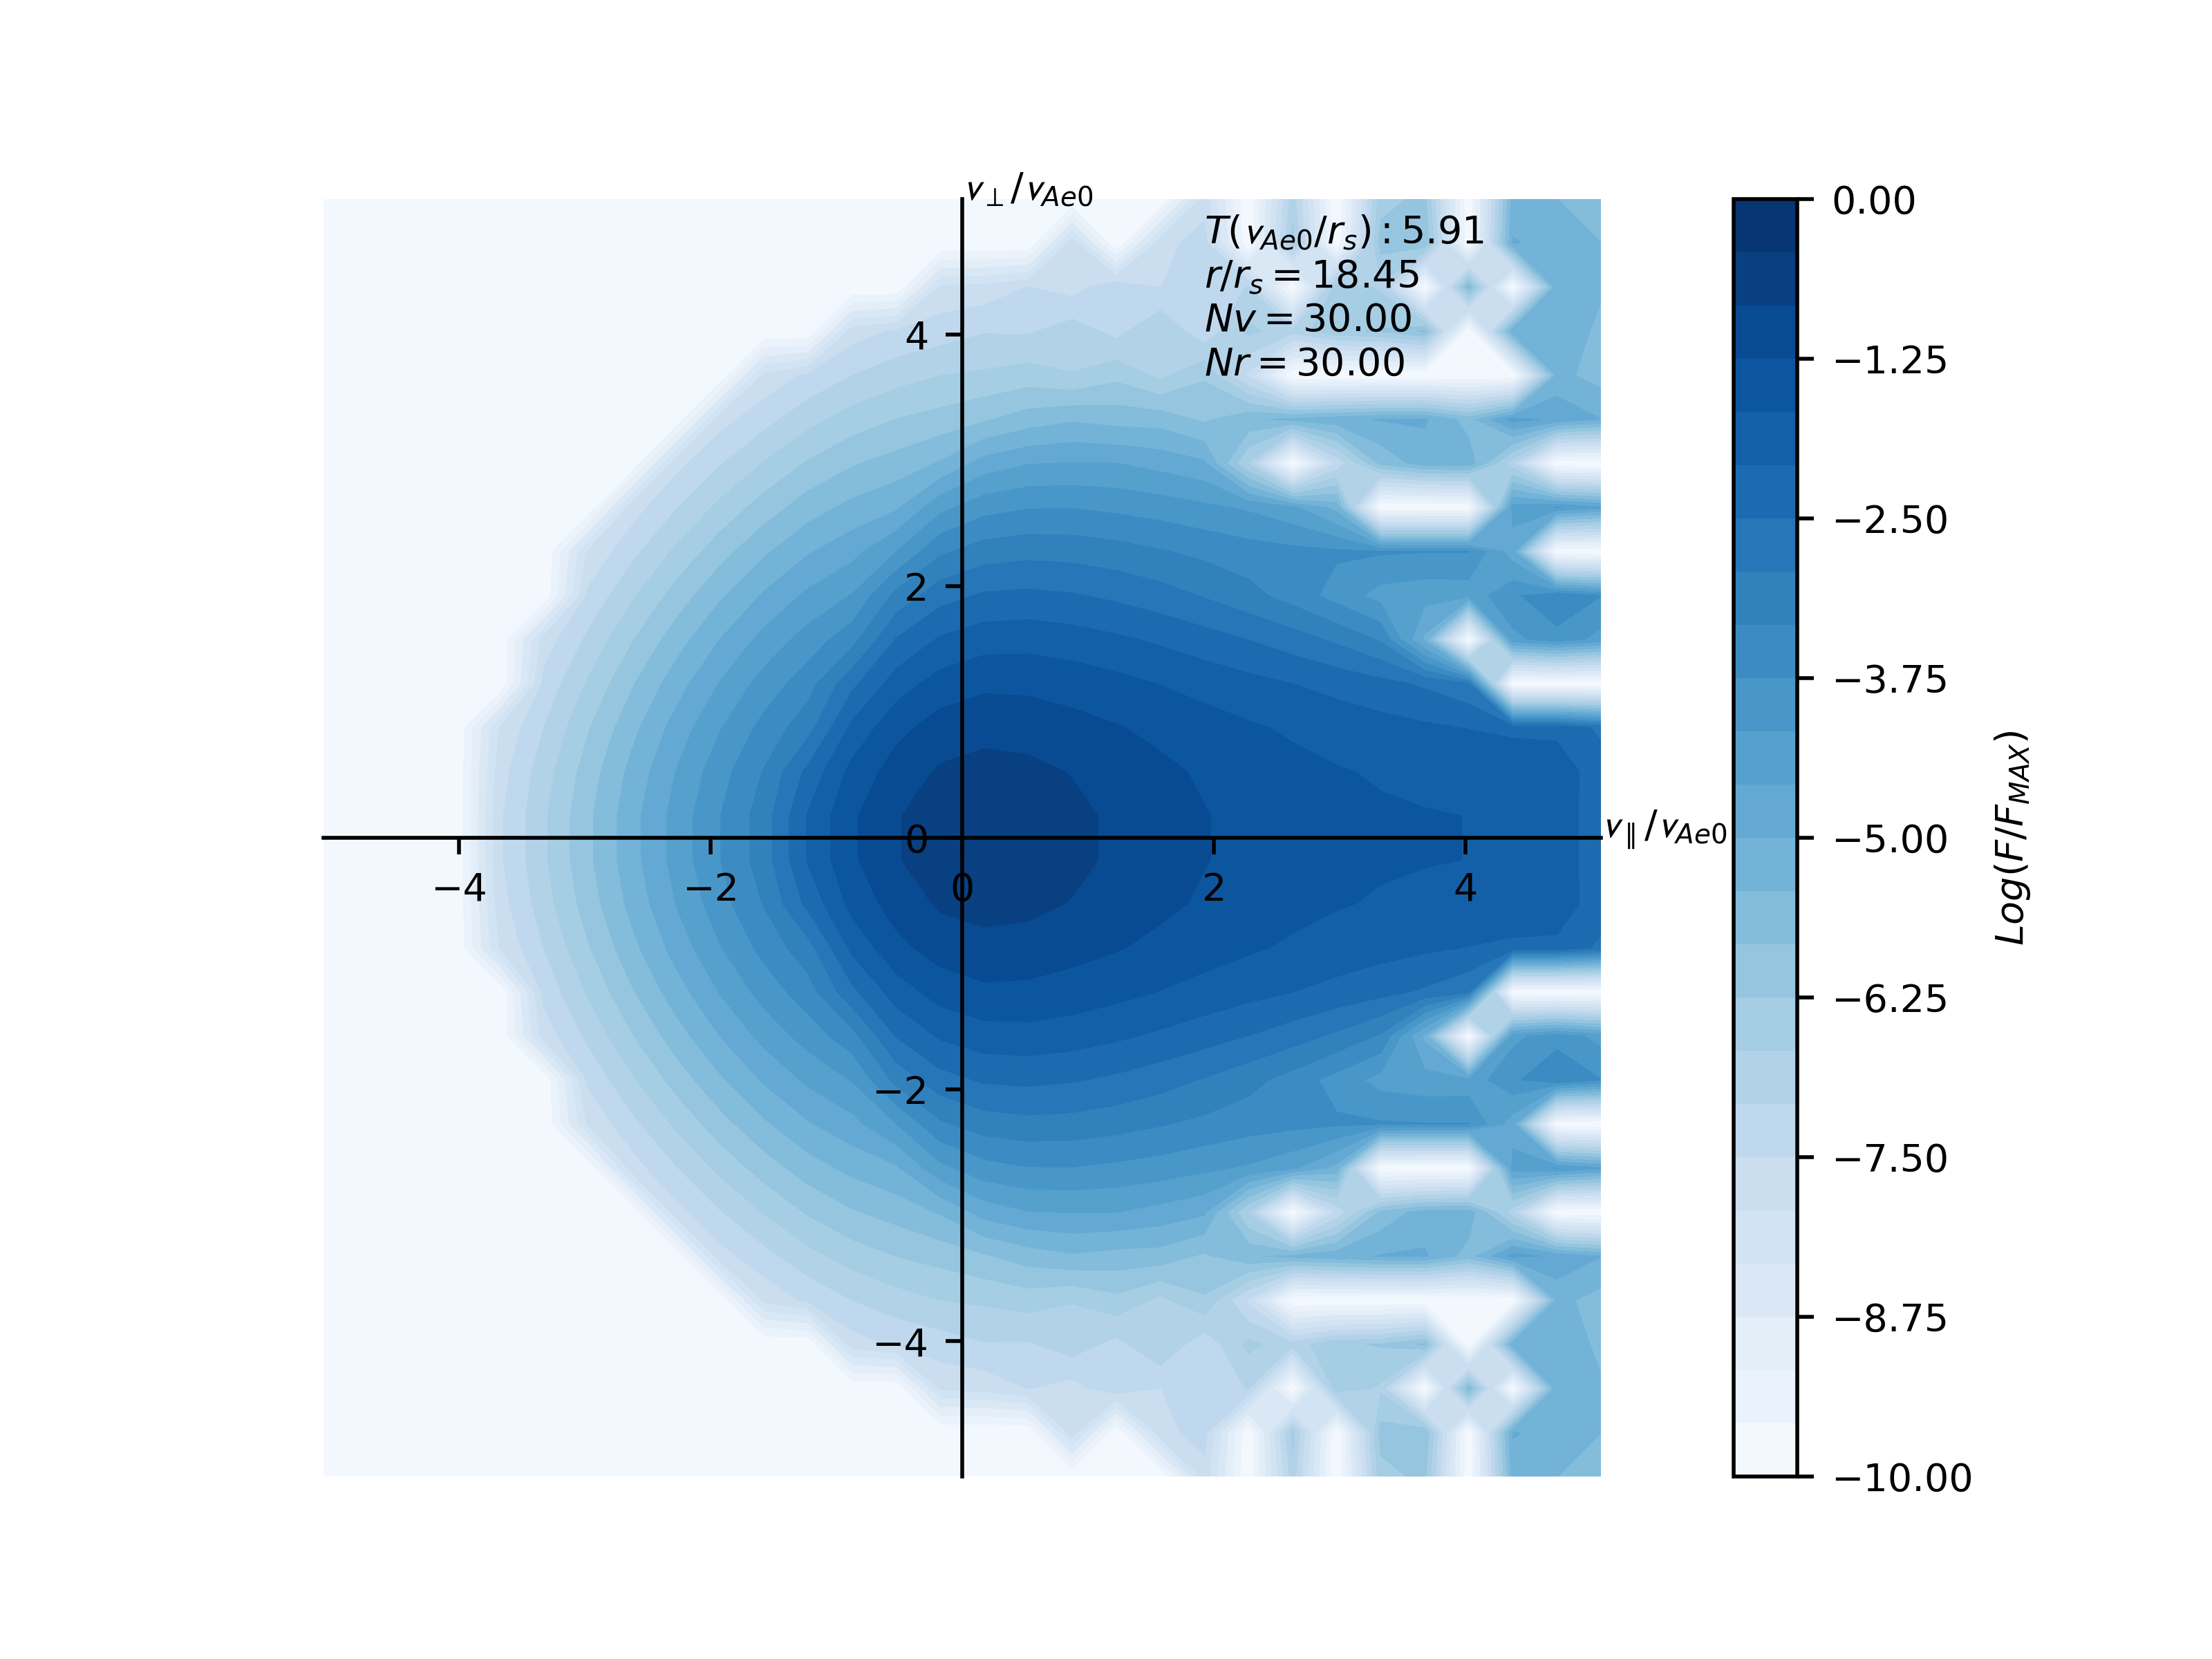 v⊥/vAe0
T(vAe0/rs) : 5.91
r/rs = 18.45
Nv = 30.00
Nr = 30.00
4
2
0
−2
−4
−4 −2 0 2 4
v∥/vAe0
0.00
−1.25
−2.50
−3.75
−5.00
−6.25
−7.50
−8.75
−10.00
Log(F/FMAX)